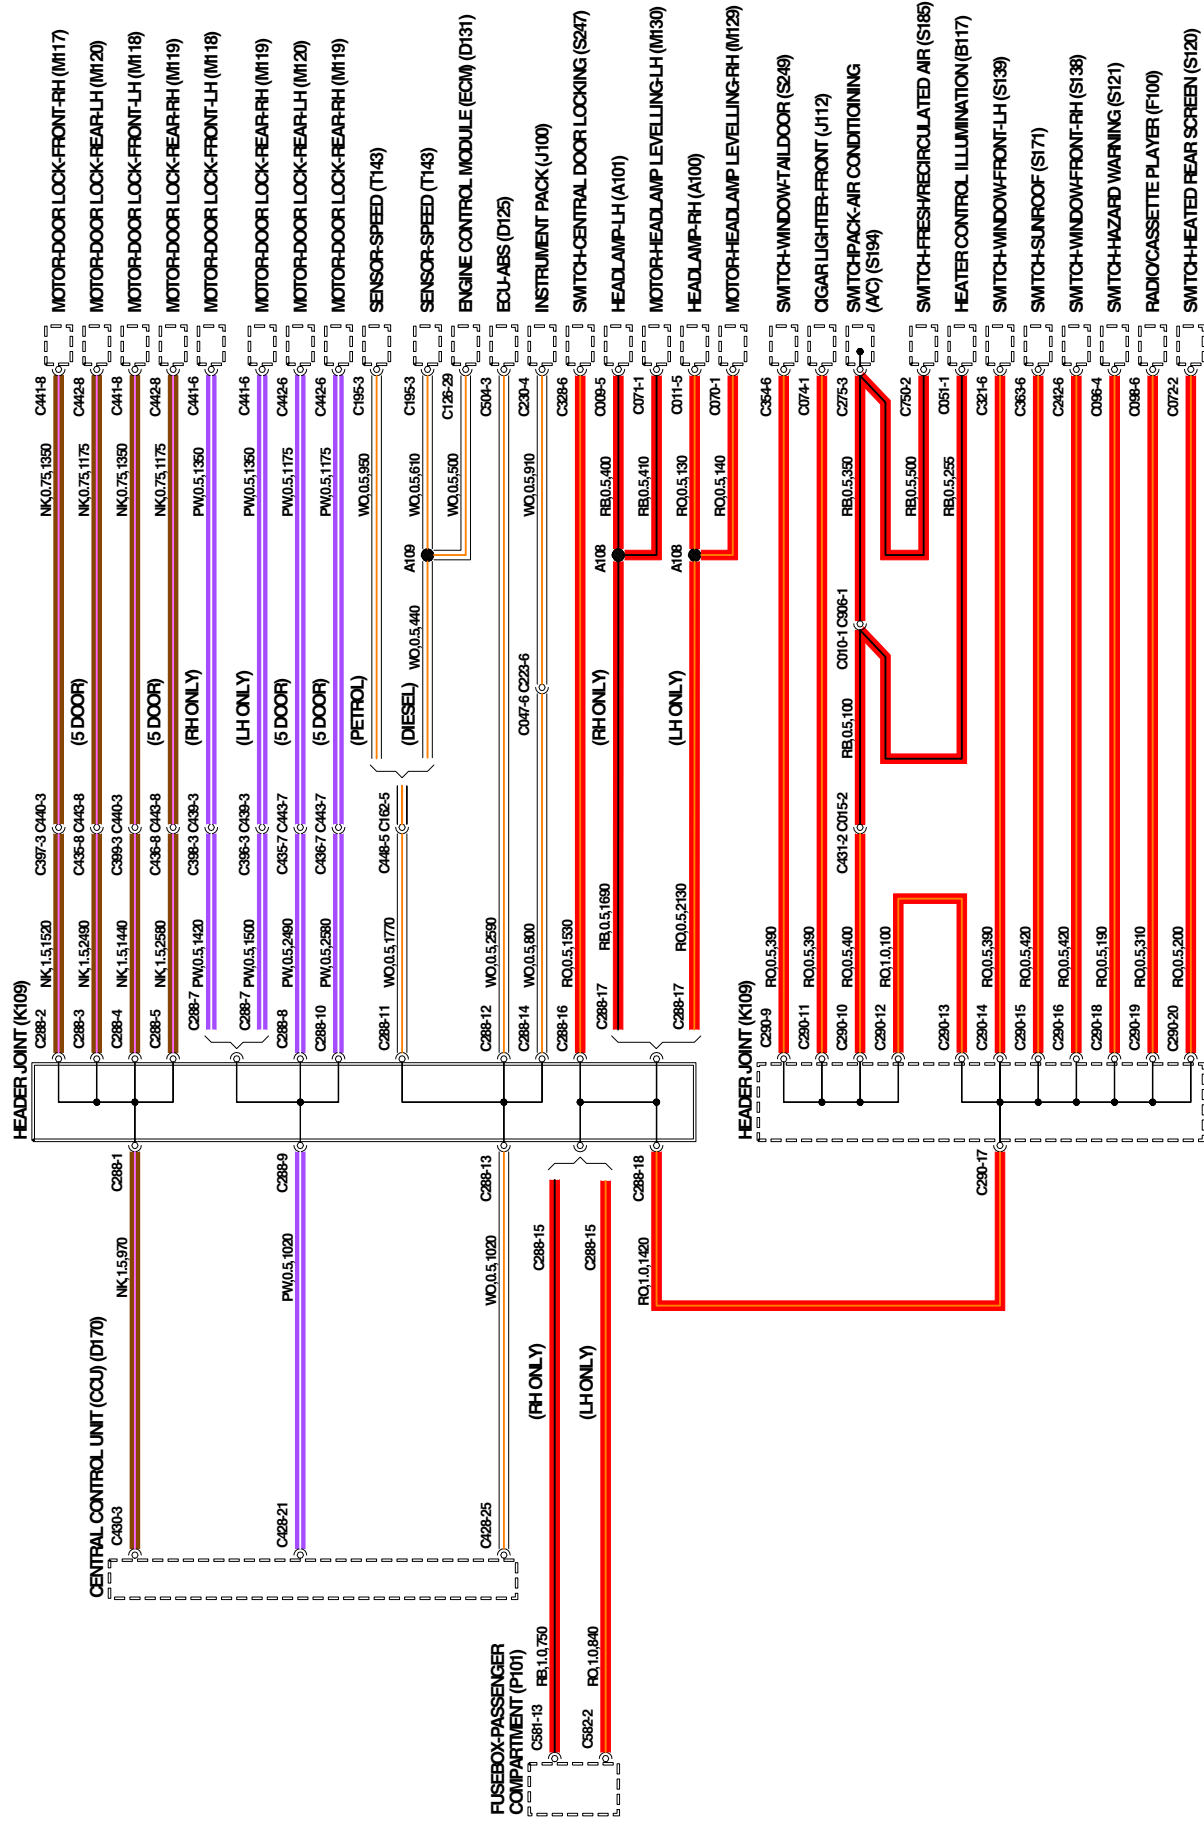 HEADER JOINT (K109)
C288-2 NK,1.5,1520 C397-3 C440-3 NK,0.75,1350 C441-8 MOTOR-DOOR LOCK-FRONT-RH (M117)
C288-3 NK,1.5,2490 C435-8 C443-8 (5 DOOR) NK,0.75,1175 C442-8 MOTOR-DOOR LOCK-REAR-LH (M120)
C288-4 NK,1.5,1440 C399-3 C440-3 NK,0.75,1350 C441-8 MOTOR-DOOR LOCK-FRONT-LH (M118)
C288-5 NK,1.5,2580 C436-8 C443-8 (5 DOOR) NK,0.75,1175 C442-8 MOTOR-DOOR LOCK-REAR-RH (M119)
C288-7 PW,0.5,1420 C398-3 C439-3 (RH ONLY) PW,0.5,1350 C441-6 MOTOR-DOOR LOCK-FRONT-LH (M118)
C288-7 PW,0.5,1500 C396-3 C439-3 (LH ONLY) PW,0.5,1350 C441-6 MOTOR-DOOR LOCK-REAR-RH (M119)
C288-8 PW,0.5,2490 C435-7 C443-7 (5 DOOR) PW,0.5,1175 C442-6 MOTOR-DOOR LOCK-REAR-LH (M120)
C288-10 PW,0.5,2580 C436-7 C443-7 (5 DOOR) PW,0.5,1175 C442-6 MOTOR-DOOR LOCK-REAR-RH (M119)
(PETROL) WO,0.5,950 C195-3 SENSOR-SPEED (T143)
C288-11 WO,0.5,1770 C448-5 C162-5
(DIESEL) WO,0.5,440 A109 WO,0.5,610 C195-3 SENSOR-SPEED (T143)
WO,0.5,500 C126-29 ENGINE CONTROL MODULE (ECM) (D131)
C288-12 WO,0.5,2590 C504-3 ECU-ABS (D125)
C288-14 WO,0.5,800 C047-6 C223-6 WO,0.5,910 C230-4 INSTRUMENT PACK (J100)
C288-16 RO,0.5,1530 C328-6 SWITCH-CENTRAL DOOR LOCKING (S247)
C288-17 RB,0.5,1690 (RH ONLY) A108 RB,0.5,400 C009-5 HEADLAMP-LH (A101)
RB,0.5,410 C071-1 MOTOR-HEADLAMP LEVELLING-LH (M130)
C288-17 RO,0.5,2130 (LH ONLY) A108 RO,0.5,130 C011-5 HEADLAMP-RH (A100)
RO,0.5,140 C070-1 MOTOR-HEADLAMP LEVELLING-RH (M129)
CENTRAL CONTROL UNIT (CCU) (D170)
C430-3 NK,1.5,970 C288-1
C428-21 PW,0.5,1020 C288-9
C428-25 WO,0.5,1020 C288-13
FUSEBOX-PASSENGER
COMPARTMENT (P101)
C581-13 RB,1.0,750 (RH ONLY) C288-15
C582-2 RO,1.0,840 (LH ONLY) C288-15
RO,1.0,1420 C288-18
HEADER JOINT (K109)
C290-9 RO,0.5,390 C354-6 SWITCH-WINDOW-TAILDOOR (S249)
C290-11 RO,0.5,390 C074-1 CIGAR LIGHTER-FRONT (J112)
C290-10 RO,0.5,400 C431-2 C015-2 RB,0.5,100 C010-1 C906-1 RB,0.5,350 C275-3 SWITCHPACK-AIR CONDITIOINING
(A/C) (S194)
C290-12 RO,1.0,100
RB,0.5,500 C750-2 SWITCH-FRESH/RECIRCULATED AIR (S185)
C290-13 RB,0.5,255 C051-1 HEATER CONTROL ILLUMINATION (B117)
C290-17
C290-14 RO,0.5,390 C321-6 SWITCH-WINDOW-FRONT-LH (S139)
C290-15 RO,0.5,420 C363-6 SWITCH-SUNROOF (S171)
C290-16 RO,0.5,420 C242-6 SWITCH-WINDOW-FRONT-RH (S138)
C290-18 RO,0.5,190 C096-4 SWITCH-HAZARD WARNING (S121)
C290-19 RO,0.5,310 C098-6 RADIO/CASSETTE PLAYER (F100)
C290-20 RO,0.5,200 C072-2 SWITCH-HEATED REAR SCREEN (S120)